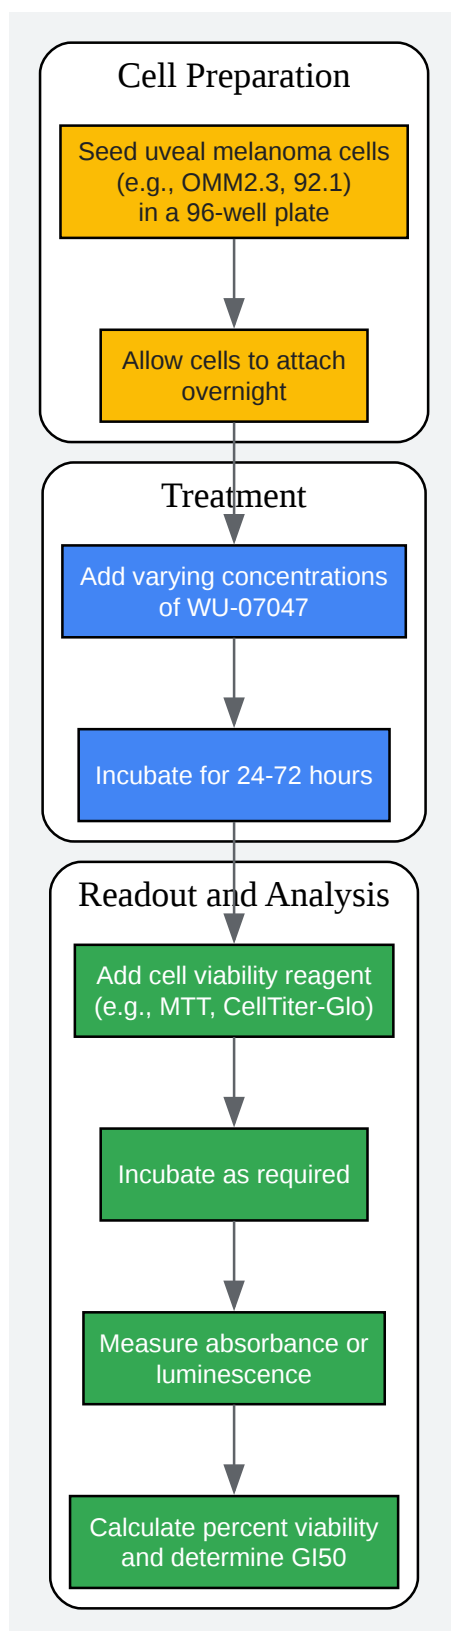 Cell Preparation
Seed uveal melanoma cells
(e.g., OMM2.3, 92.1)
in a 96-well plate
Allow cells to attach
overnight
Treatment
Add varying concentrations
of WU-07047
Incubate for 24-72 hours
Readout and Analysis
Add cell viability reagent
(e.g., MTT, CellTiter-Glo)
Incubate as required
Measure absorbance or
luminescence
Calculate percent viability
and determine GI50